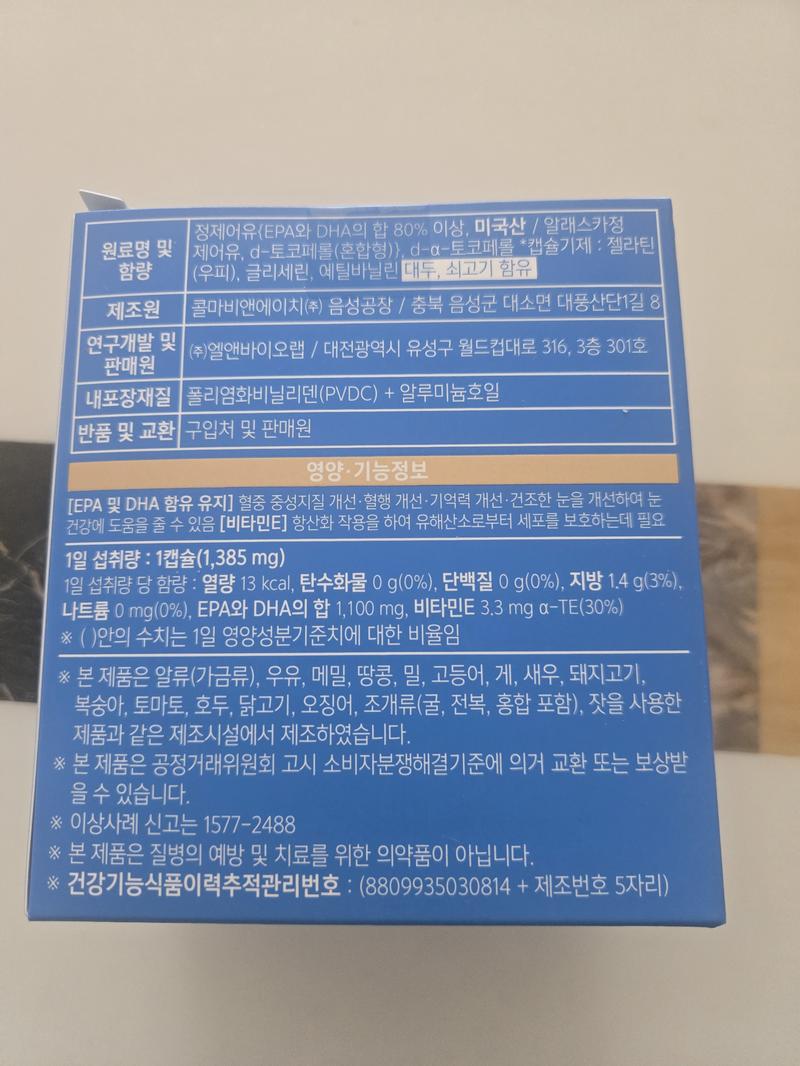 원료명 및 함량
정제어유{EPA와 DHA의 합 80% 이상, 미국산 / 알래스카정
제어유, d-토코페롤(혼합형)}, d-α-토코페롤 *캡슐기제 : 젤라틴
(우피), 글리세린, 에틸바닐린 대두, 쇠고기 함유
제조원 콜마비앤에이치㈜ 음성공장 / 충북 음성군 대소면 대풍산단1길 8
연구개발 및 판매원 ㈜엘앤바이오랩 / 대전광역시 유성구 월드컵대로 316, 3층 301호
내포장재질 폴리염화비닐리덴(PVDC) + 알루미늄호일
반품 및 교환 구입처 및 판매원
영양·기능정보
[EPA 및 DHA 함유 유지] 혈중 중성지질 개선·혈행 개선·기억력 개선·건조한 눈을 개선하여 눈
건강에 도움을 줄 수 있음 [비타민E] 항산화 작용을 하여 유해산소로부터 세포를 보호하는데 필요
1일 섭취량 : 1캡슐(1,385 mg)
1일 섭취량 당 함량 : 열량 13 kcal, 탄수화물 0 g(0%), 단백질 0 g(0%), 지방 1.4 g(3%),
나트륨 0 mg(0%), EPA와 DHA의 합 1,100 mg, 비타민E 3.3 mg α-TE(30%)
※ ( )안의 수치는 1일 영양성분기준치에 대한 비율임
※ 본 제품은 알류(가금류), 우유, 메밀, 땅콩, 밀, 고등어, 게, 새우, 돼지고기,
복숭아, 토마토, 호두, 닭고기, 오징어, 조개류(굴, 전복, 홍합 포함), 잣을 사용한
제품과 같은 제조시설에서 제조하였습니다.
※ 본 제품은 공정거래위원회 고시 소비자분쟁해결기준에 의거 교환 또는 보상받
을 수 있습니다.
※ 이상사례 신고는 1577-2488
※ 본 제품은 질병의 예방 및 치료를 위한 의약품이 아닙니다.
※ 건강기능식품이력추적관리번호 : (8809935030814 + 제조번호 5자리)